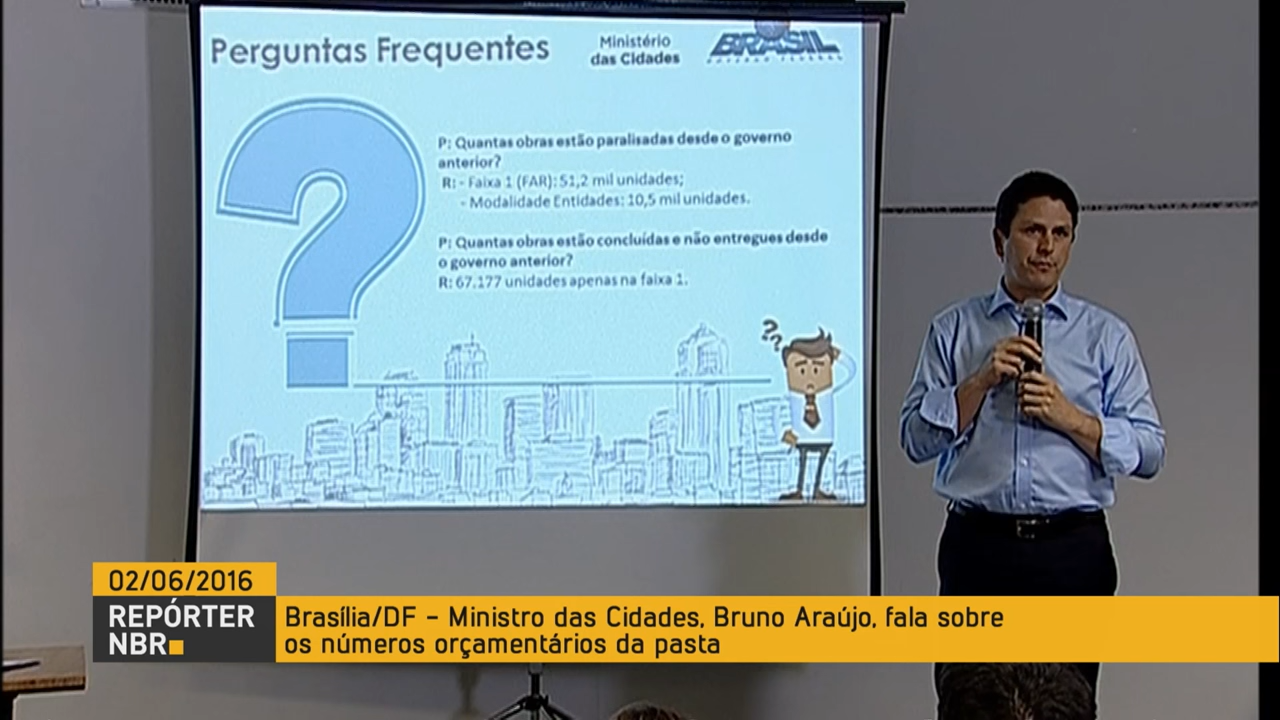 Perguntas Frequentes
Ministério
das Cidades
BRASIL
GOVERNO FEDERAL
P: Quantas obras estão paralisadas desde o governo
anterior?
R: - Faixa 1 (FAR): 51,2 mil unidades;
- Modalidade Entidades: 10,5 mil unidades.
P: Quantas obras estão concluídas e não entregues desde
o governo anterior?
R: 67.177 unidades apenas na faixa 1.
?
??
02/06/2016
REPÓRTER
NBR
Brasília/DF – Ministro das Cidades, Bruno Araújo, fala sobre
os números orçamentários da pasta